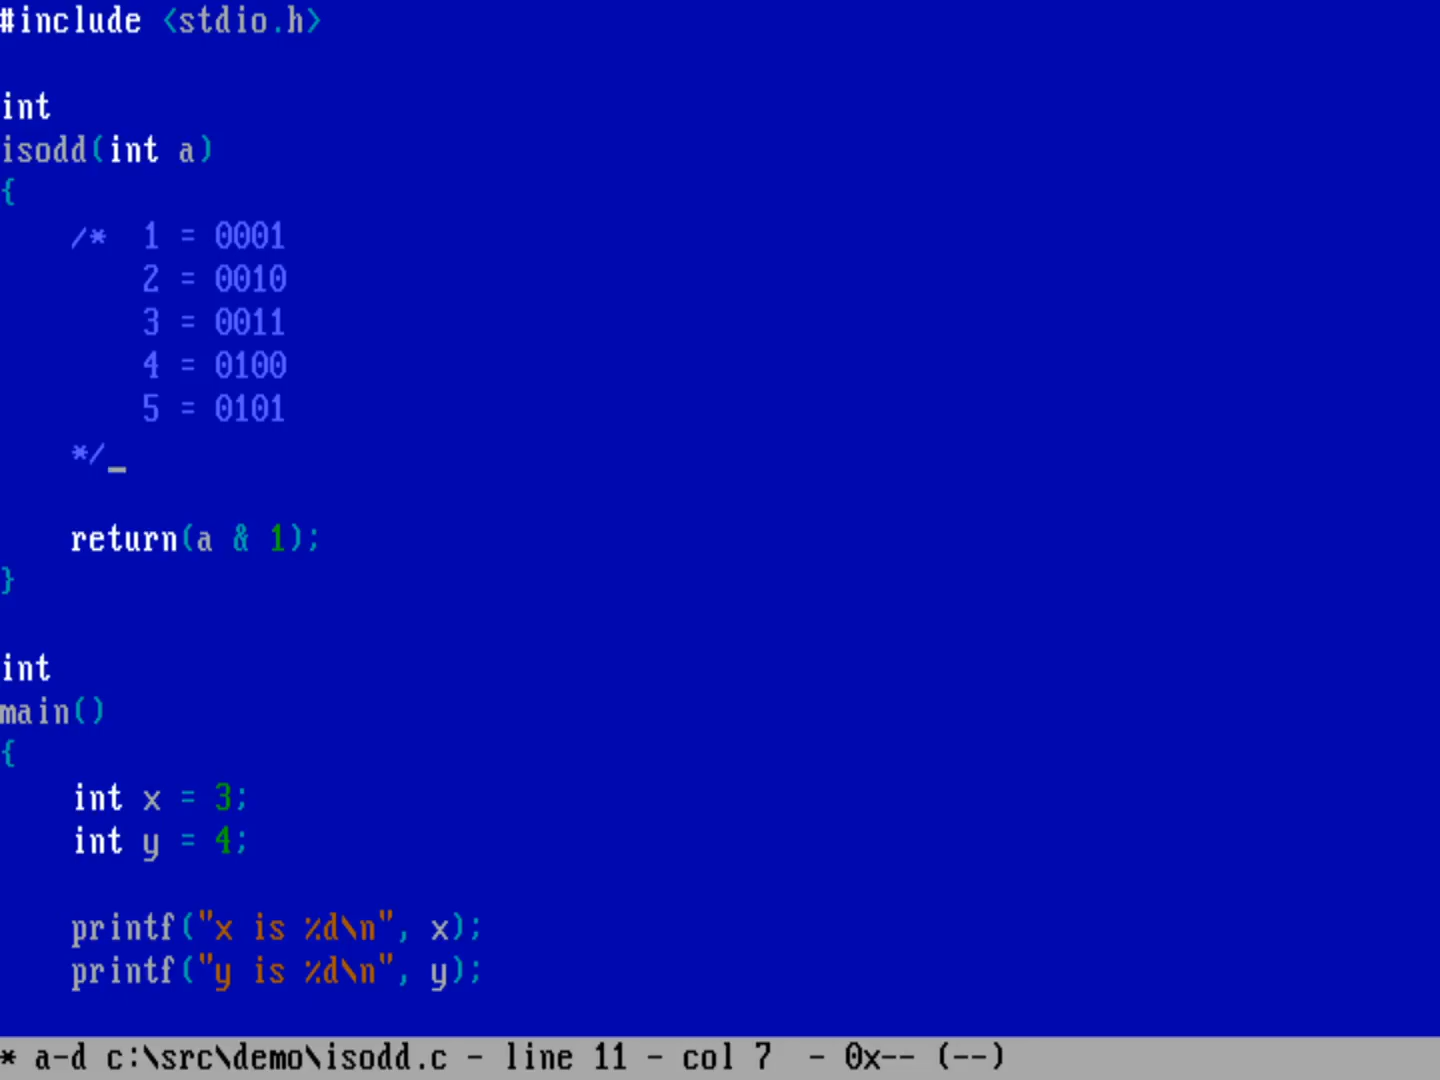 #include <stdio.h>
int
isodd(int a)
{
/* 1 = 0001
2 = 0010
3 = 0011
4 = 0100
5 = 0101
*/
return(a & 1);
}
int
main()
{
int x = 3;
int y = 4;
printf("x is %d\n", x);
printf("y is %d\n", y);
* a-d c:\src\demo\isodd.c - line 11 - col 7 - 0x-- (--)